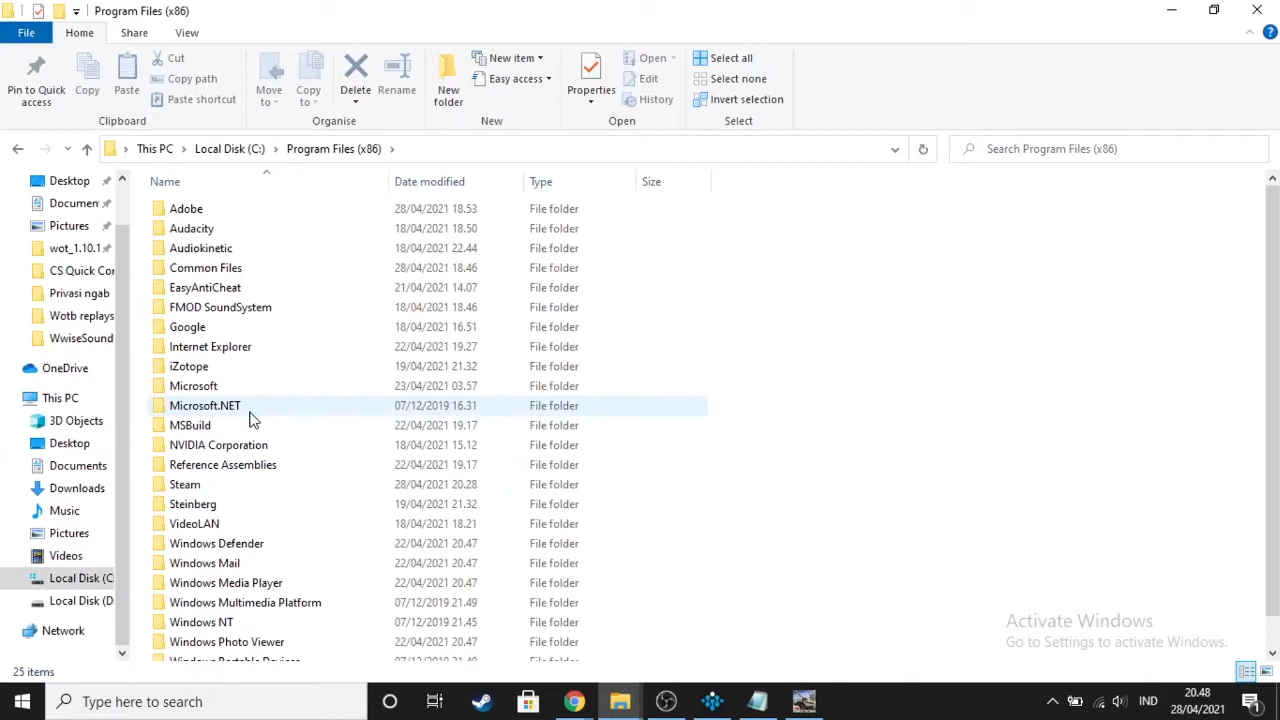 Program Files (x86)
File
Home
Share
View
Pin to Quick access
Copy
Paste
Cut
Copy path
Paste shortcut
Clipboard
Move to
Copy to
Delete
Rename
Organise
New folder
New item
Easy access
New
Properties
Open
Edit
History
Open
Select all
Select none
Invert selection
Select
This PC > Local Disk (C:) > Program Files (x86) >
Search Program Files (x86)
Name Date modified Type Size
Desktop
Documen
Pictures
wot_1.10.1
CS Quick Cor
Privasi ngab
Wotb replays
WwiseSound
OneDrive
This PC
3D Objects
Desktop
Documents
Downloads
Music
Pictures
Videos
Local Disk (C
Local Disk (D
Network
Adobe 28/04/2021 18.53 File folder
Audacity 18/04/2021 18.50 File folder
Audiokinetic 18/04/2021 22.44 File folder
Common Files 28/04/2021 18.46 File folder
EasyAntiCheat 21/04/2021 14.07 File folder
FMOD SoundSystem 18/04/2021 18.46 File folder
Google 18/04/2021 16.51 File folder
Internet Explorer 22/04/2021 19.27 File folder
iZotope 19/04/2021 21.32 File folder
Microsoft 23/04/2021 03.57 File folder
Microsoft.NET 07/12/2019 16.31 File folder
MSBuild 22/04/2021 19.17 File folder
NVIDIA Corporation 18/04/2021 15.12 File folder
Reference Assemblies 22/04/2021 19.17 File folder
Steam 28/04/2021 20.28 File folder
Steinberg 19/04/2021 21.32 File folder
VideoLAN 18/04/2021 18.21 File folder
Windows Defender 22/04/2021 20.47 File folder
Windows Mail 22/04/2021 20.47 File folder
Windows Media Player 22/04/2021 20.47 File folder
Windows Multimedia Platform 07/12/2019 21.49 File folder
Windows NT 07/12/2019 21.45 File folder
Windows Photo Viewer 22/04/2021 20.47 File folder
Windows Portable Devices 07/12/2019 21.49 File folder
Activate Windows
Go to Settings to activate Windows.
25 items
Type here to search
IND
20.48
28/04/2021
1